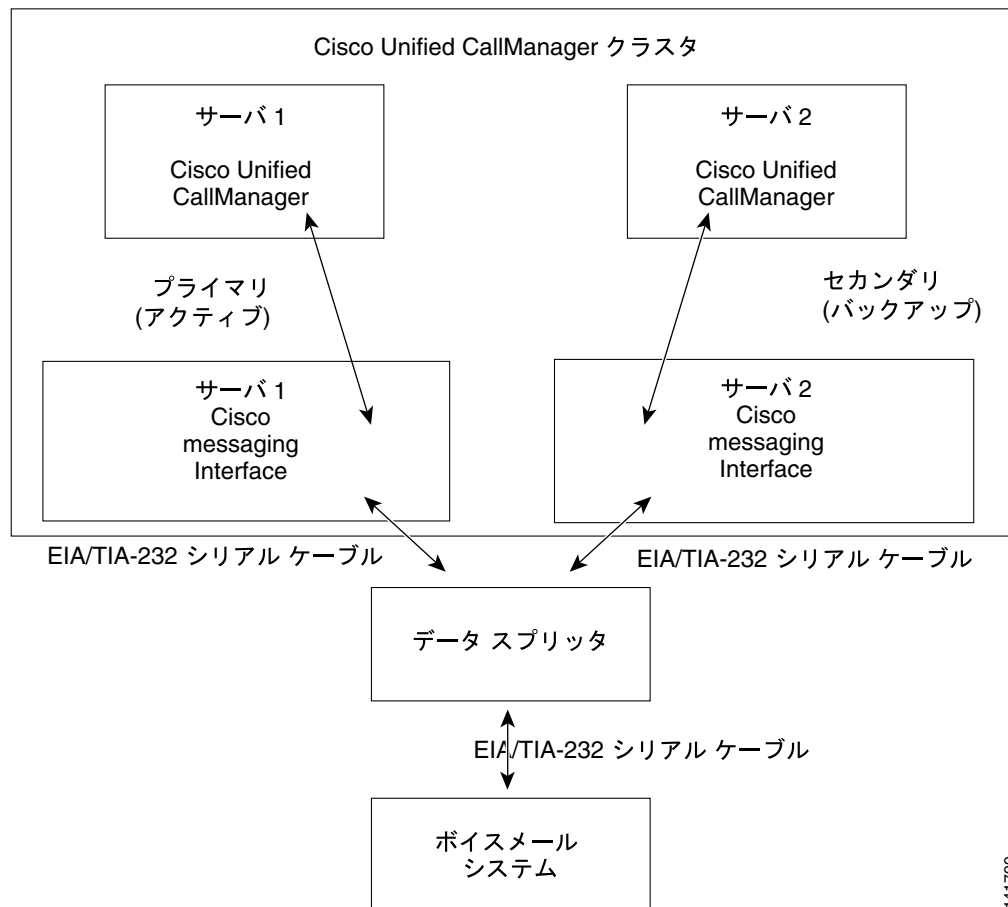 Cisco Unified CallManager クラスタ
サーバ 1
Cisco Unified
CallManager
サーバ 2
Cisco Unified
CallManager
プライマリ
(アクティブ)
セカンダリ
(バックアップ)
サーバ 1
Cisco
messaging
Interface
サーバ 2
Cisco
messaging
Interface
EIA/TIA-232 シリアル ケーブル
EIA/TIA-232 シリアル ケーブル
データ スプリッタ
EIA/TIA-232 シリアル ケーブル
ボイスメール
システム